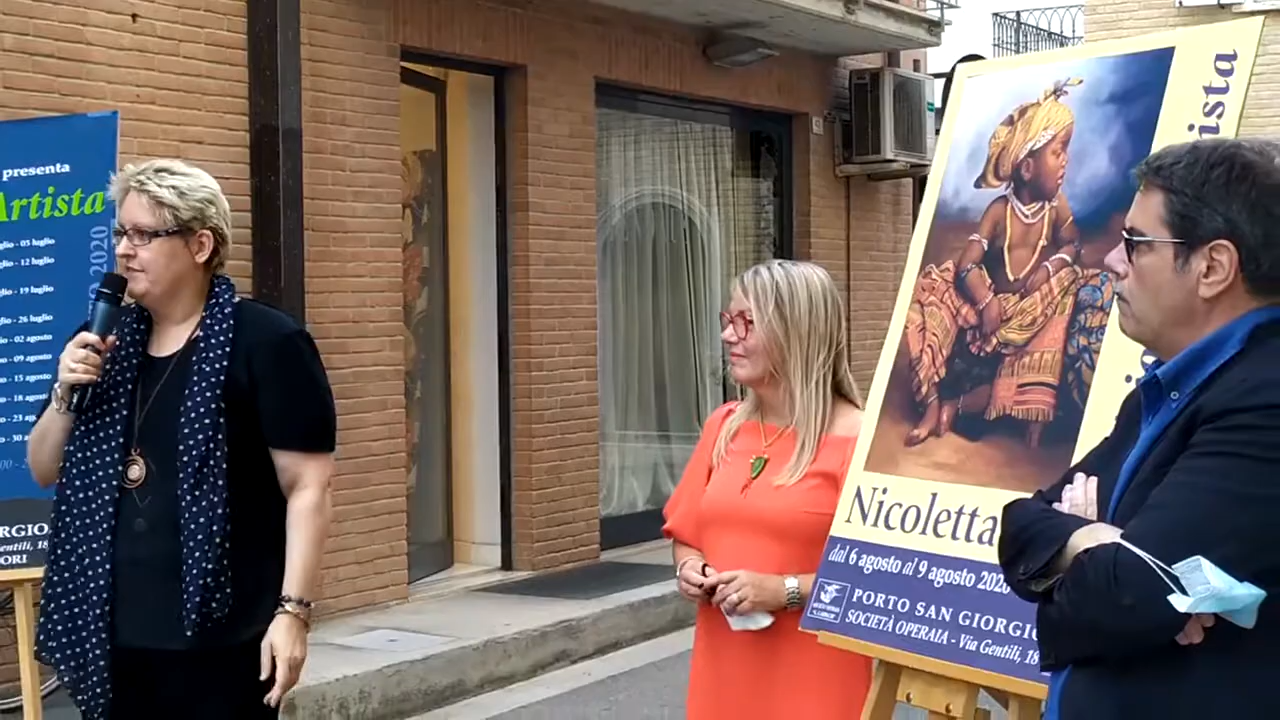 presenta
Artista
glio - 05 luglio
glio - 12 luglio
glio - 19 luglio
glio - 26 luglio
o - 02 agosto
o - 09 agosto
o - 15 agosto
- 18 agosto
- 23 ag
- 30 a
2020
GIORGIO
Gentili, 18
ORI
ista
Nicoletta
dal 6 agosto al 9 agosto 2020
PORTO SAN GIORGIO
SOCIETÀ OPERAIA - Via Gentili, 18